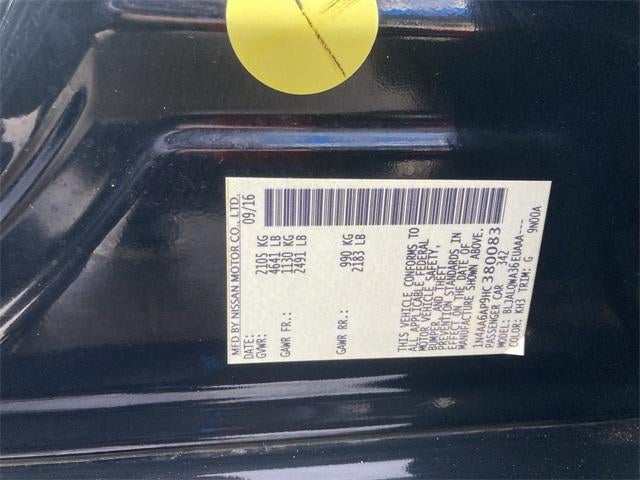 MFD BY NISSAN MOTOR CO., LTD.
DATE: 09/16
GVWR: 2105 KG
4641 LB
GAWR FR.: 1130 KG
2491 LB
GAWR RR.: 990 KG
2183 LB
THIS VEHICLE CONFORMS TO
ALL APPLICABLE FEDERAL
MOTOR VEHICLE SAFETY,
BUMPER, AND THEFT
PREVENTION STANDARDS IN
EFFECT ON THE DATE OF
MANUFACTURE SHOWN ABOVE.
1N4AA6AP9HC380083
PASSENGER CAR 342
MODEL: BLJALOWA36EUAAA---
COLOR: KH3 TRIM: G 9N00A